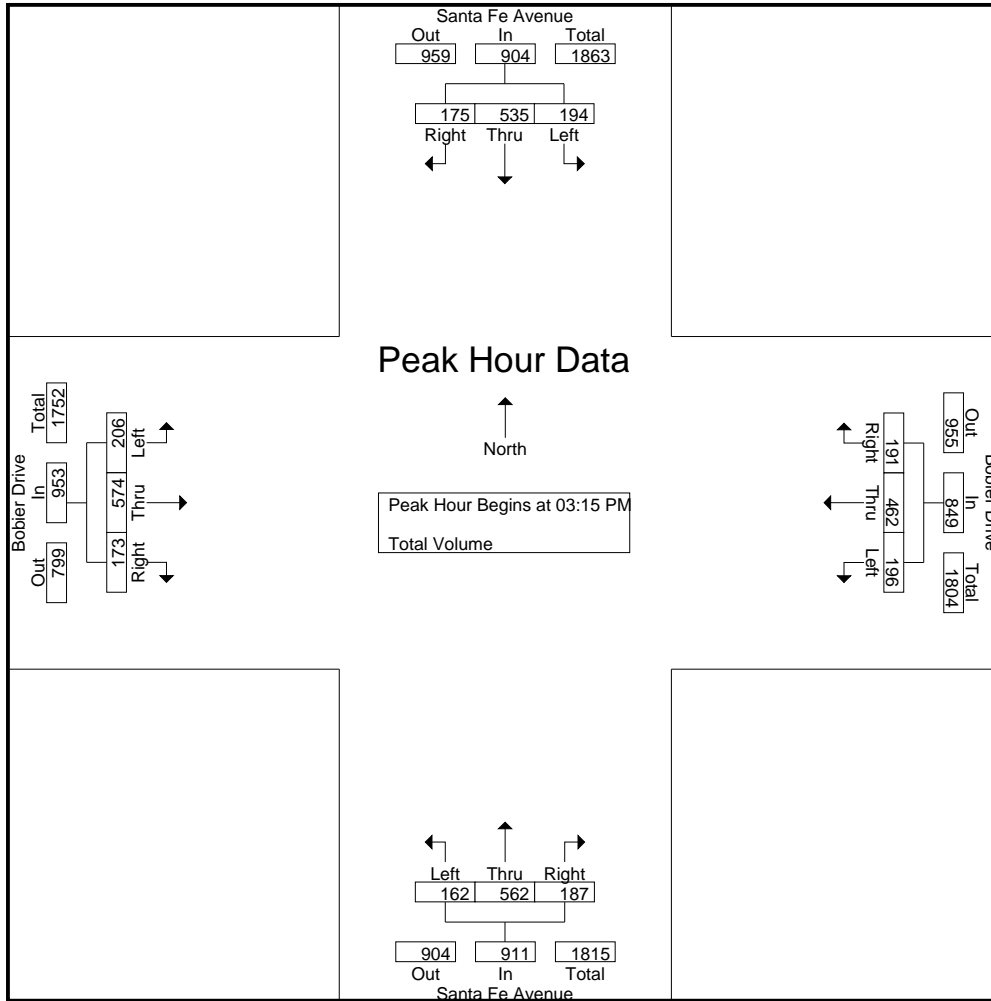 Santa Fe Avenue
Out In Total
959 904 1863
175 535 194
Right Thru Left
Peak Hour Data
North
Peak Hour Begins at 03:15 PM
Total Volume
Bobier Drive
Out In Total
799 953 1752
Left Thru Right
206 574 173
Bobier Drive
Out In Total
955 849 1804
Right Thru Left
191 462 196
Left Thru Right
162 562 187
904 911 1815
Out In Total
Santa Fe Avenue